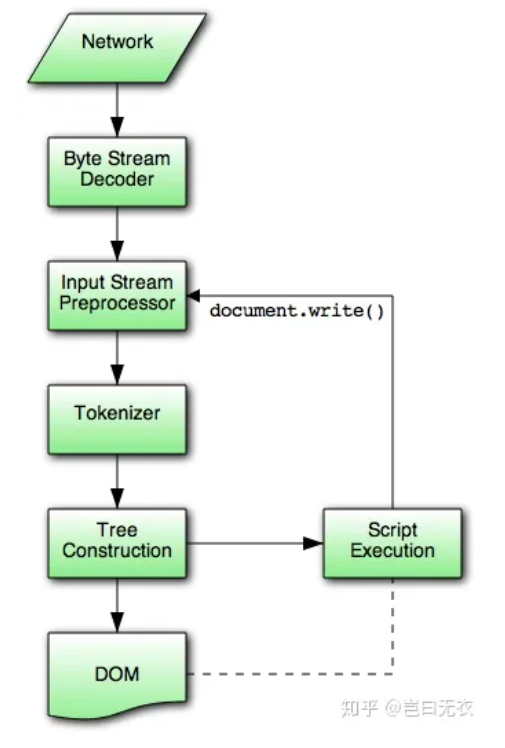 Network
Byte Stream
Decoder
Input Stream
Preprocessor
document.write()
Tokenizer
Tree
Construction
Script
Execution
DOM
知乎 @岂曰无衣